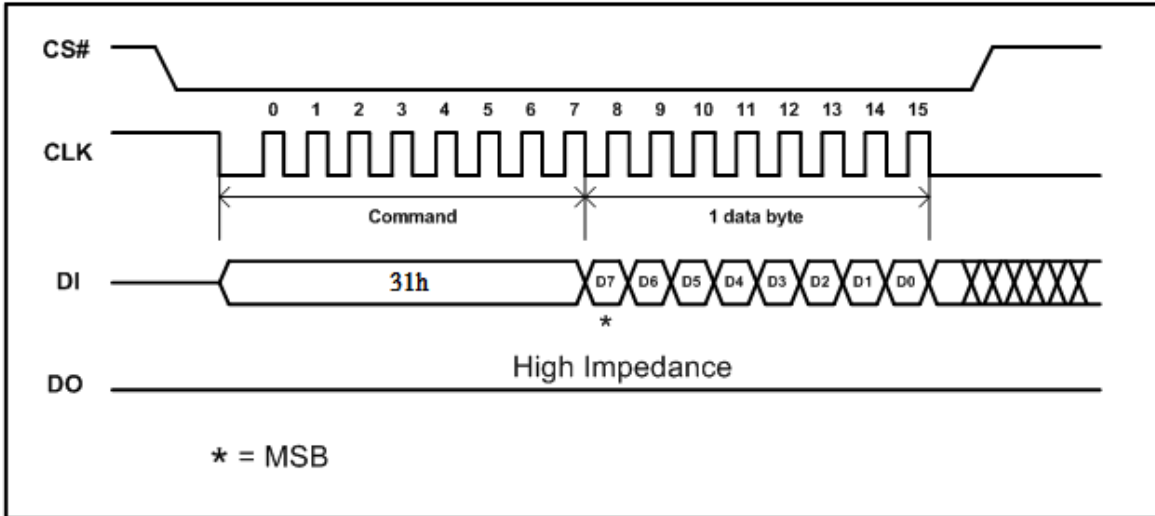 CS#
0 1 2 3 4 5 6 7 8 9 10 11 12 13 14 15
CLK
Command 1 data byte
DI 31h D7 D6 D5 D4 D3 D2 D1 D0
*
High Impedance
DO
* = MSB